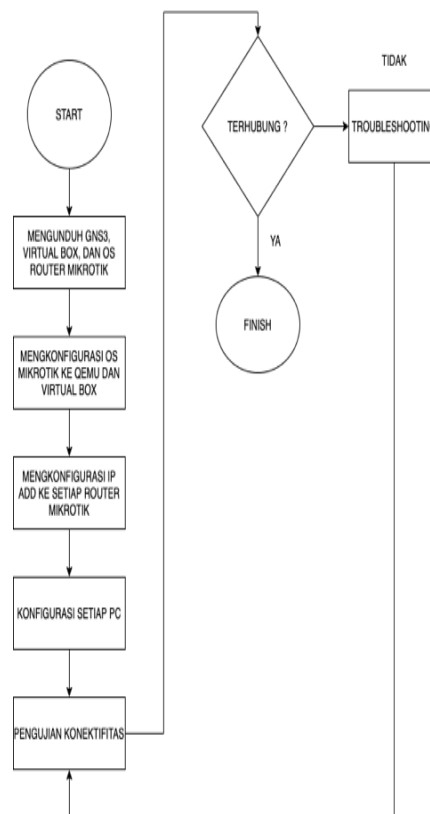 START
MENGUNDUH GNS3,
VIRTUAL BOX, DAN OS
ROUTER MIKROTIK
MENGKONFIGURASI OS
MIKROTIK KE QEMU DAN
VIRTUAL BOX
MENGKONFIGURASI IP
ADD KE SETIAP ROUTER
MIKROTIK
KONFIGURASI SETIAP PC
PENGUJIAN KONEKTIFITAS
TERHUBUNG ?
TIDAK
TROUBLESHOOTING
YA
FINISH